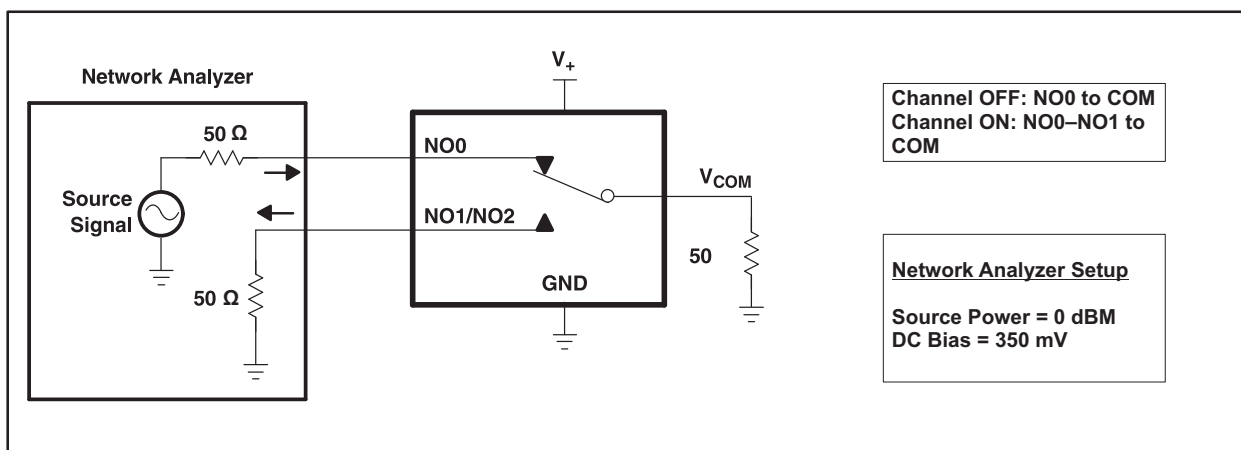 Network Analyzer
50 Ω
Source
Signal
50 Ω
V+
NO0
NO1/NO2
GND
VCOM
50
Channel OFF: NO0 to COM
Channel ON: NO0–NO1 to
COM
Network Analyzer Setup
Source Power = 0 dBM
DC Bias = 350 mV